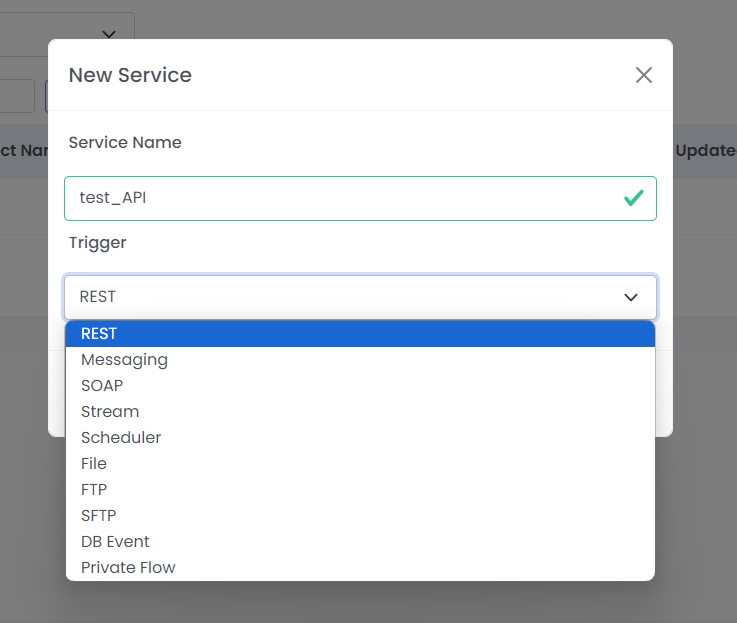 New Service
Service Name
ct Nar
Update
test_API
Trigger
REST
REST
Messaging
SOAP
Stream
Scheduler
File
FTP
SFTP
DB Event
Private Flow